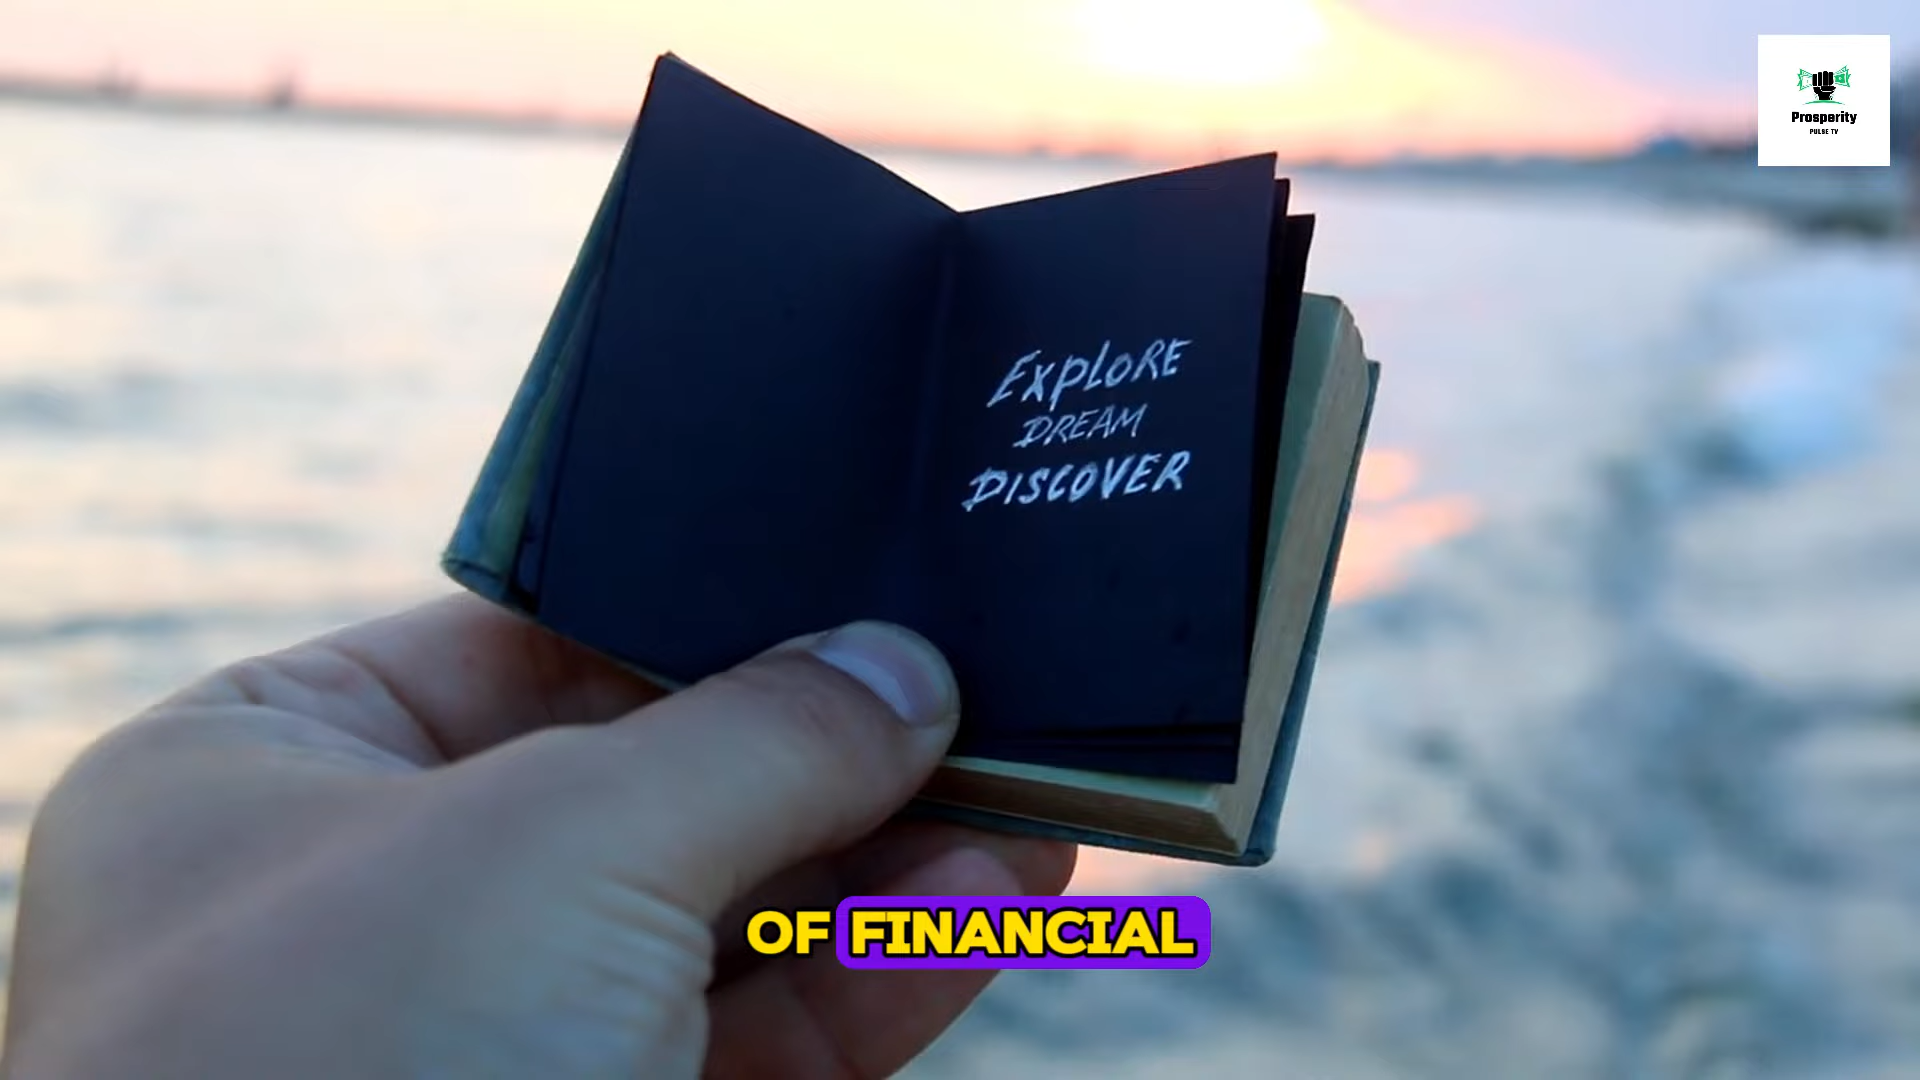 Prosperity
PULSE TV
EXPLORE
DREAM
DISCOVER
OF FINANCIAL